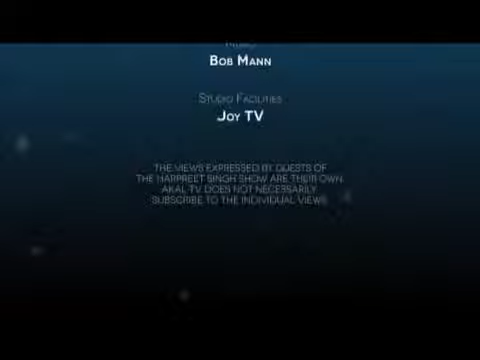 Music
Bob Mann
Studio Facilities
Joy TV
THE VIEWS EXPRESSED BY GUESTS OF
THE HARPREET SINGH SHOW ARE THEIR OWN.
AKAL TV DOES NOT NECESSARILY
SUBSCRIBE TO THE INDIVIDUAL VIEWS.